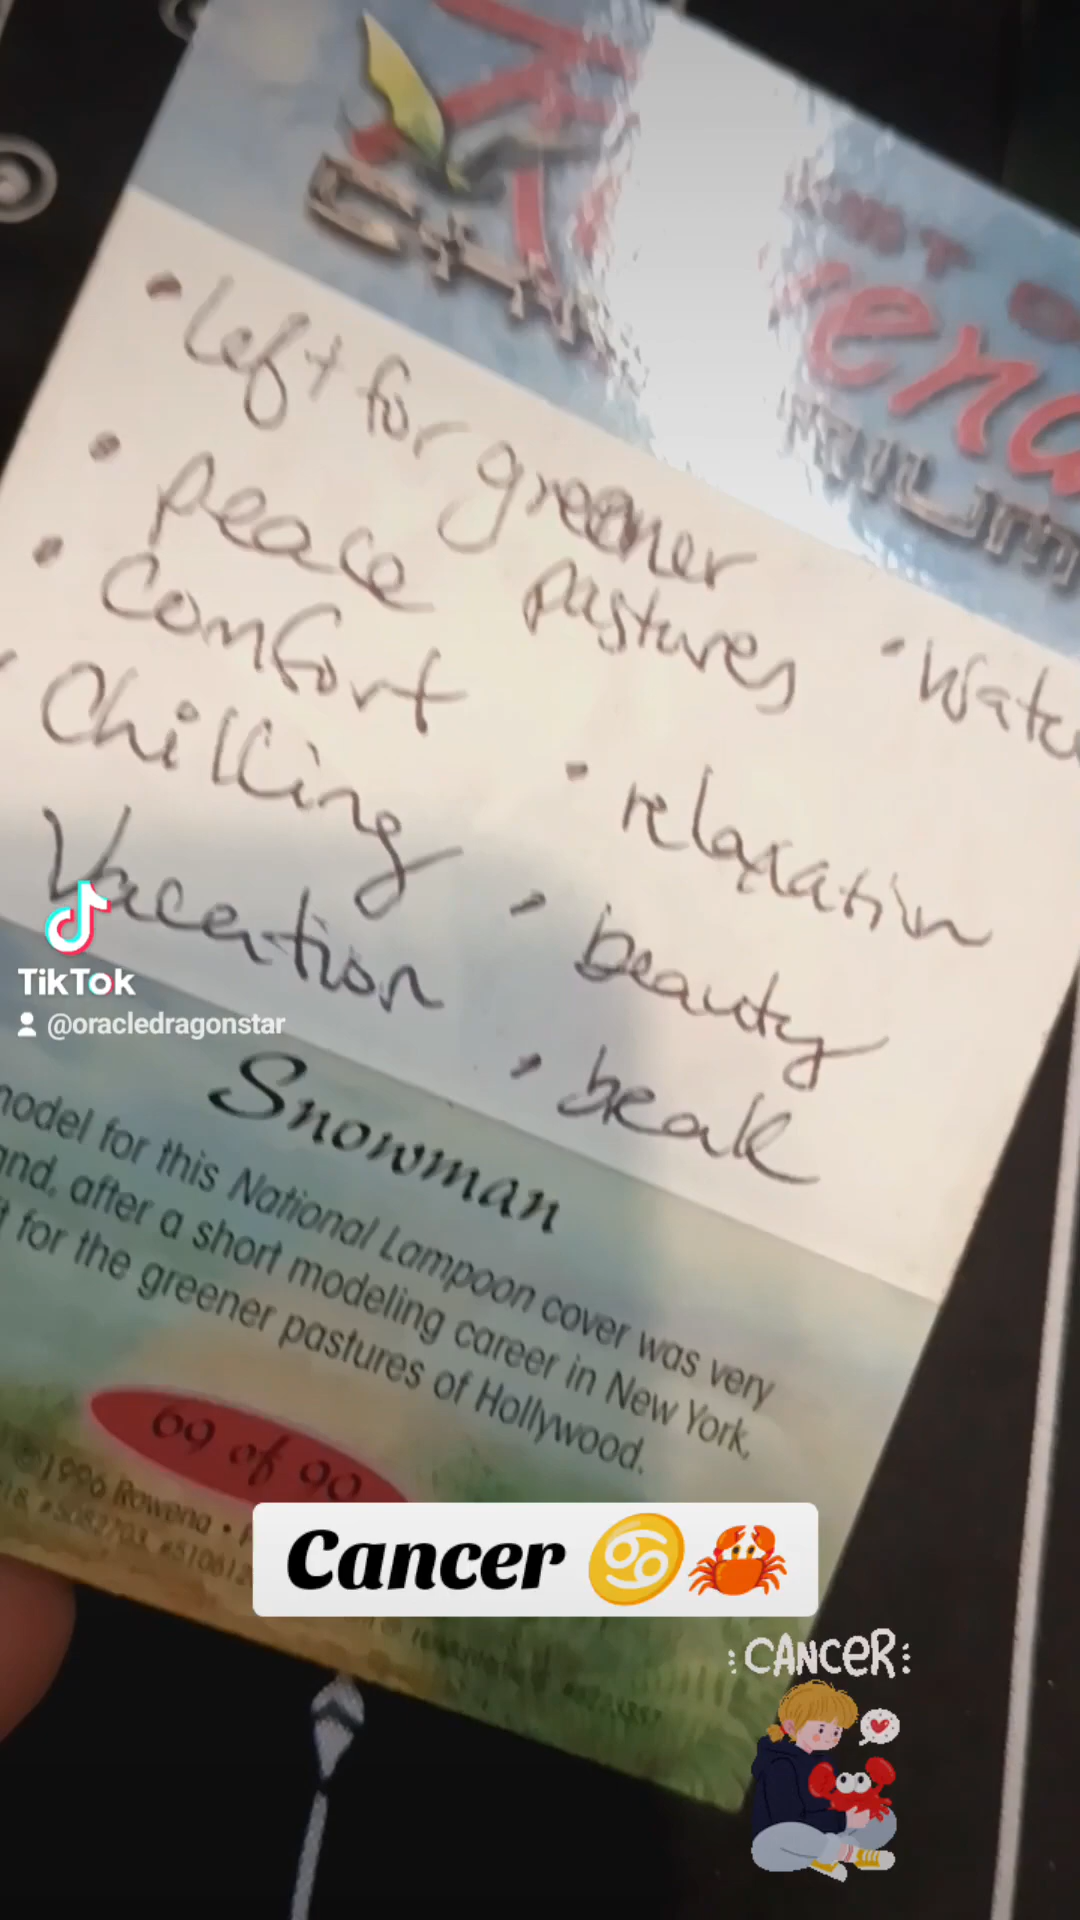 • left for greener
pastures
• peace
• comfort
• Chilling
Vacation
• relaxation
• beauty
• break
TikTok
@oracledragonstar
Snowman
model for this National Lampoon cover was very
after a short modeling career in New York,
for the greener pastures of Hollywood.
69 of 90
©1996 Rowena •
Cancer ♋🦀
CANCER